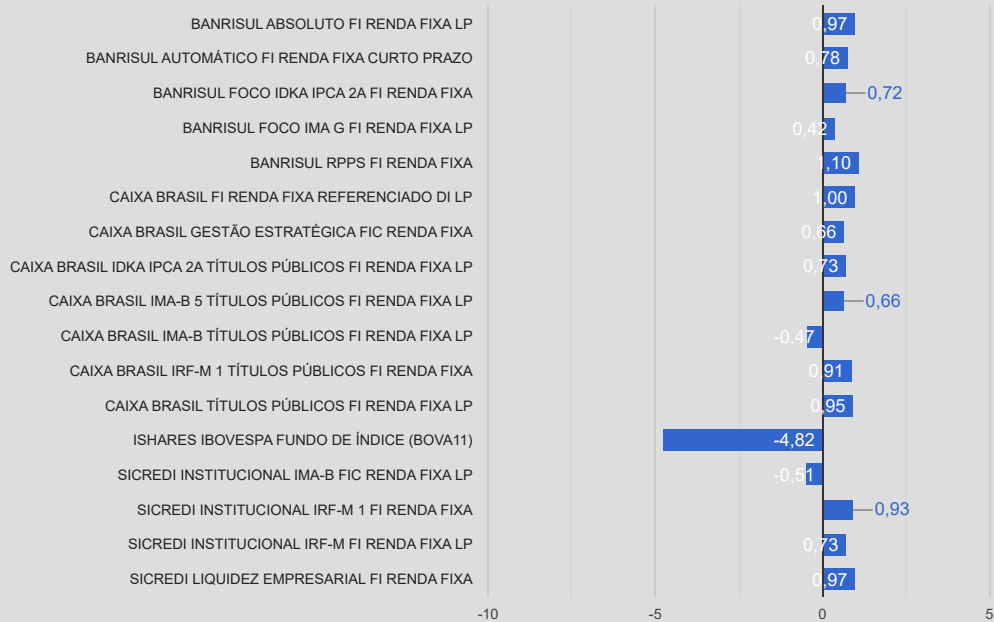 BANRISUL ABSOLUTO FI RENDA FIXA LP 0,97
BANRISUL AUTOMÁTICO FI RENDA FIXA CURTO PRAZO 0,78
BANRISUL FOCO IDKA IPCA 2A FI RENDA FIXA 0,72
BANRISUL FOCO IMA G FI RENDA FIXA LP 0,42
BANRISUL RPPS FI RENDA FIXA 1,10
CAIXA BRASIL FI RENDA FIXA REFERENCIADO DI LP 1,00
CAIXA BRASIL GESTÃO ESTRATÉGICA FIC RENDA FIXA 0,66
CAIXA BRASIL IDKA IPCA 2A TÍTULOS PÚBLICOS FI RENDA FIXA LP 0,73
CAIXA BRASIL IMA-B 5 TÍTULOS PÚBLICOS FI RENDA FIXA LP 0,66
CAIXA BRASIL IMA-B TÍTULOS PÚBLICOS FI RENDA FIXA LP -0,47
CAIXA BRASIL IRF-M 1 TÍTULOS PÚBLICOS FI RENDA FIXA 0,91
CAIXA BRASIL TÍTULOS PÚBLICOS FI RENDA FIXA LP 0,95
ISHARES IBOVESPA FUNDO DE ÍNDICE (BOVA11) -4,82
SICREDI INSTITUCIONAL IMA-B FIC RENDA FIXA LP -0,51
SICREDI INSTITUCIONAL IRF-M 1 FI RENDA FIXA 0,93
SICREDI INSTITUCIONAL IRF-M FI RENDA FIXA LP 0,73
SICREDI LIQUIDEZ EMPRESARIAL FI RENDA FIXA 0,97
-10 -5 0 5